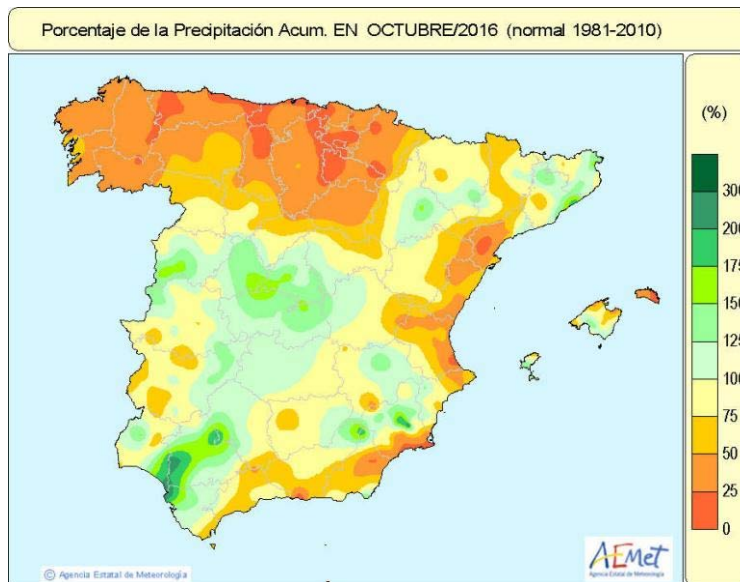 Porcentaje de la Precipitación Acum. EN OCTUBRE/2016 (normal 1981-2010)
(%)
300
200
175
150
125
100
75
50
25
0
© Agencia Estatal de Meteorología
AEMet
Agencia Estatal de Meteorología